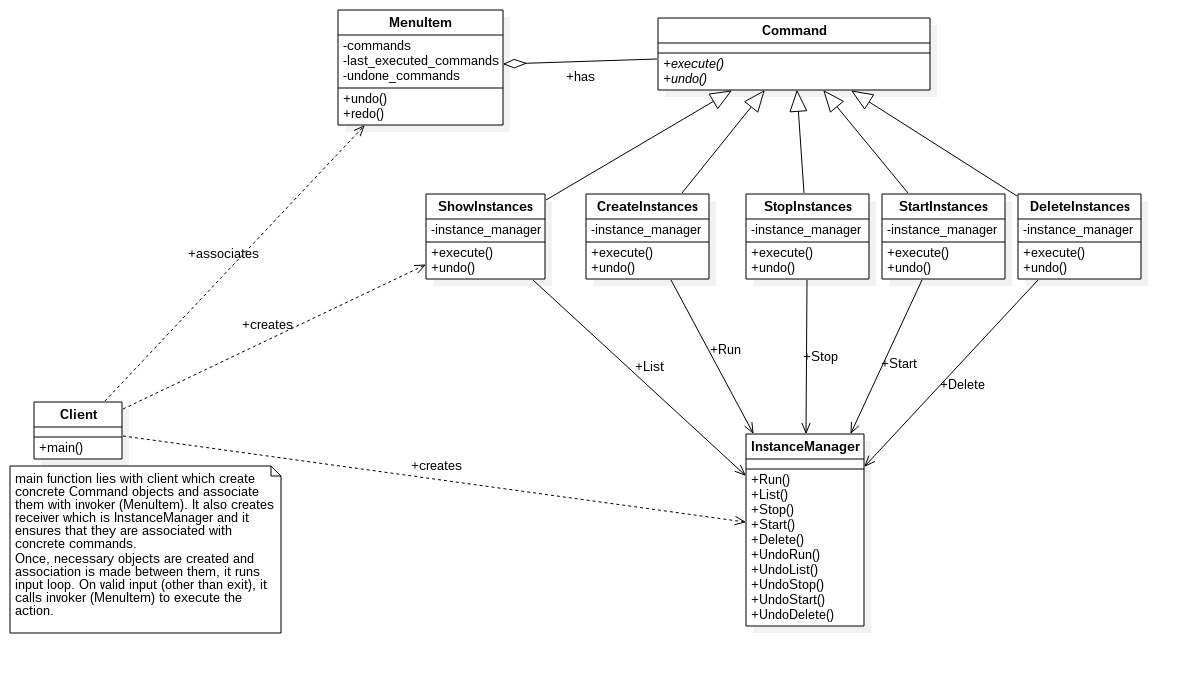 MenuItem
-commands
-last_executed_commands
-undone_commands
+undo()
+redo()
Command
+execute()
+undo()
+has
ShowInstances
-instance_manager
+execute()
+undo()
CreateInstances
-instance_manager
+execute()
+undo()
StopInstances
-instance_manager
+execute()
+undo()
StartInstances
-instance_manager
+execute()
+undo()
DeleteInstances
-instance_manager
+execute()
+undo()
+associates
+creates
+List
+Run
+Stop
+Start
+Delete
Client
+main()
+creates
main function lies with client which create
concrete Command objects and associate
them with invoker (MenuItem). It also creates
receiver which is InstanceManager and it
ensures that they are associated with
concrete commands.
Once, necessary objects are created and
association is made between them, it runs
input loop. On valid input (other than exit), it
calls invoker (MenuItem) to execute the
action.
InstanceManager
+Run()
+List()
+Stop()
+Start()
+Delete()
+UndoRun()
+UndoList()
+UndoStop()
+UndoStart()
+UndoDelete()